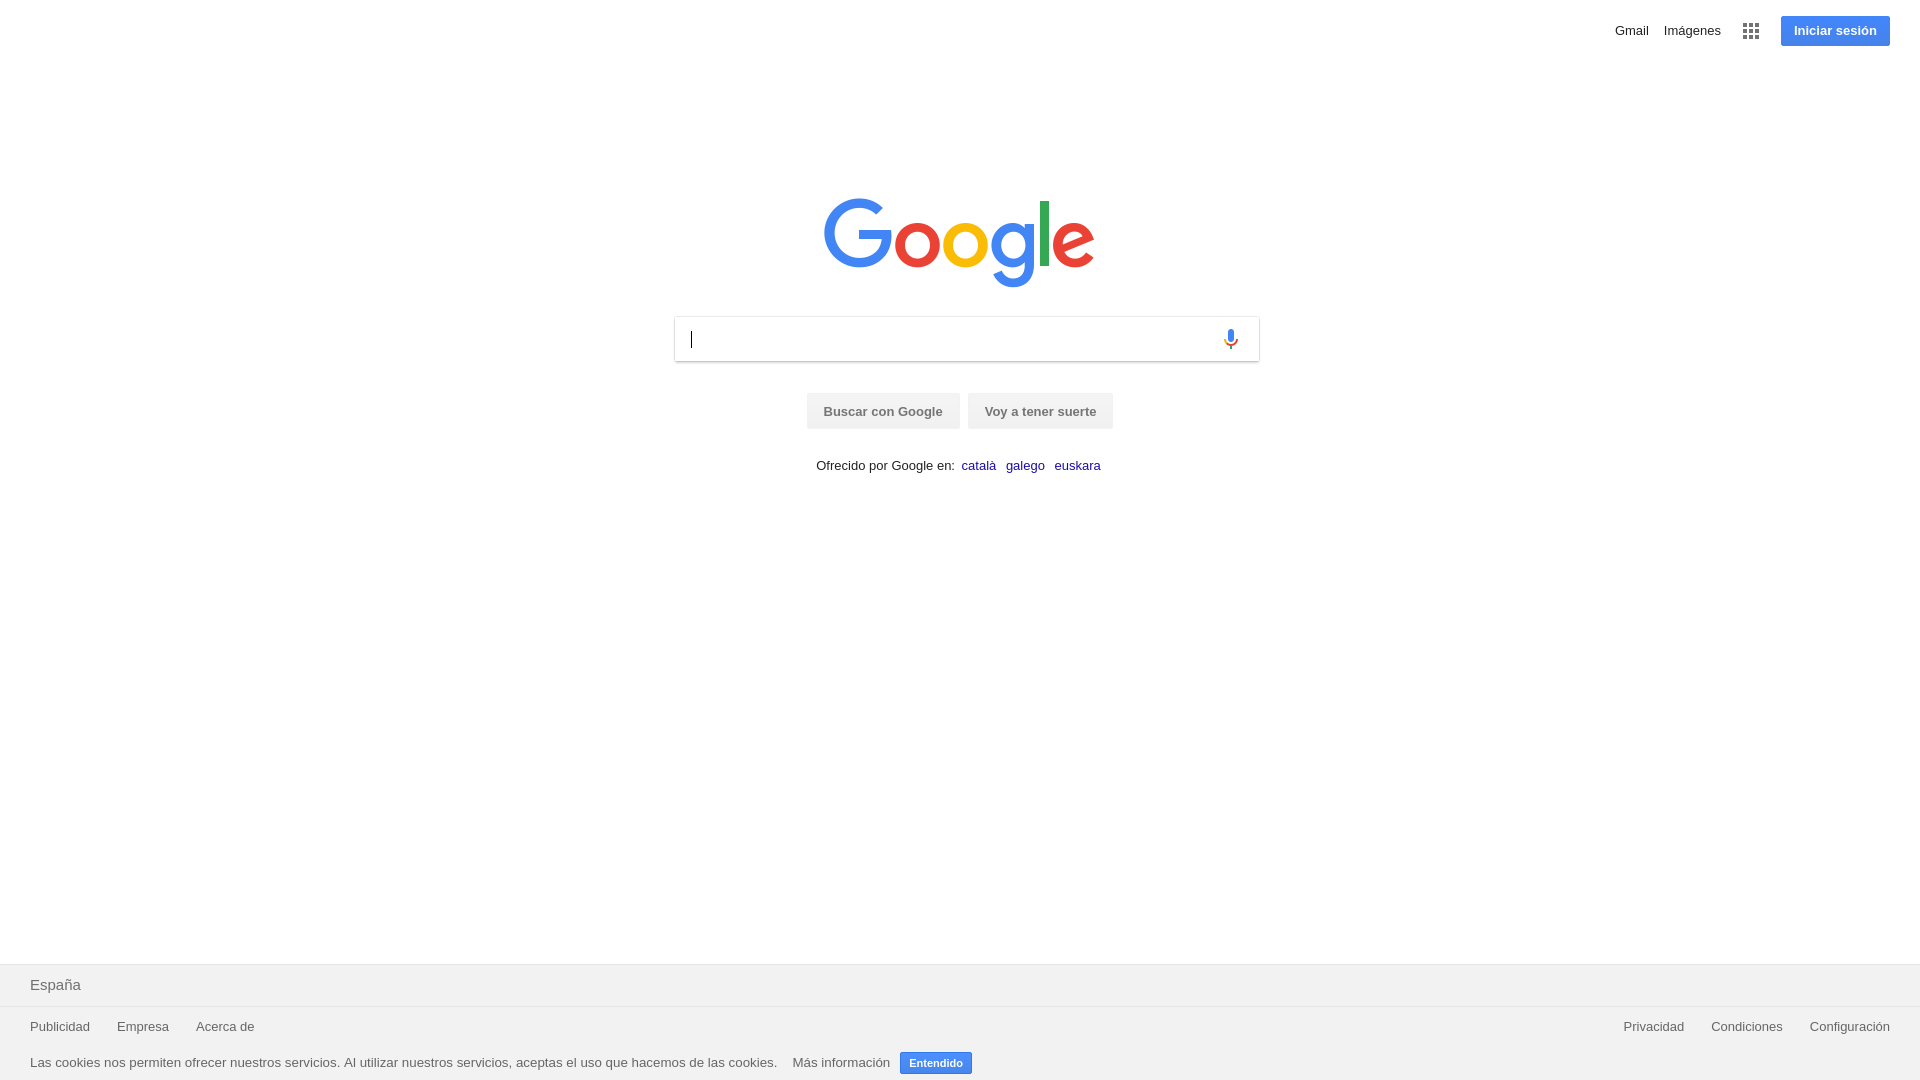 Gmail Imágenes Iniciar sesión
Google
Buscar con Google Voy a tener suerte
Ofrecido por Google en: català galego euskara
España
Publicidad Empresa Acerca de Privacidad Condiciones Configuración
Las cookies nos permiten ofrecer nuestros servicios. Al utilizar nuestros servicios, aceptas el uso que hacemos de las cookies. Más información Entendido